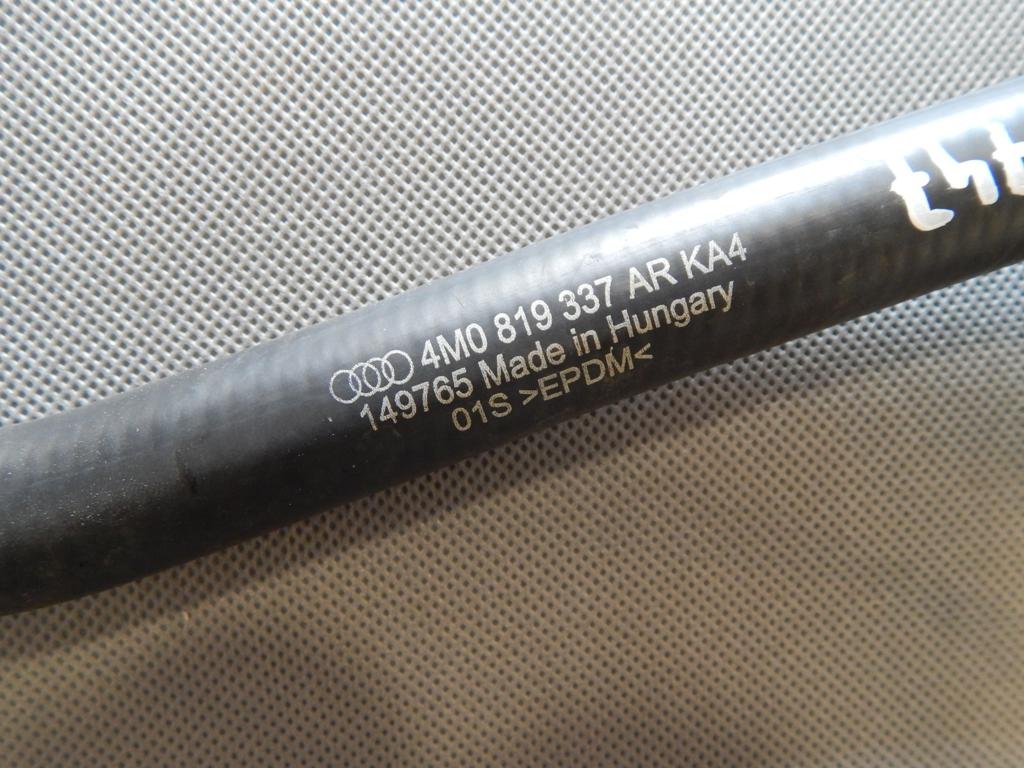 4M0 819 337 AR KA4
149765 Made in Hungary
01S >EPDM<